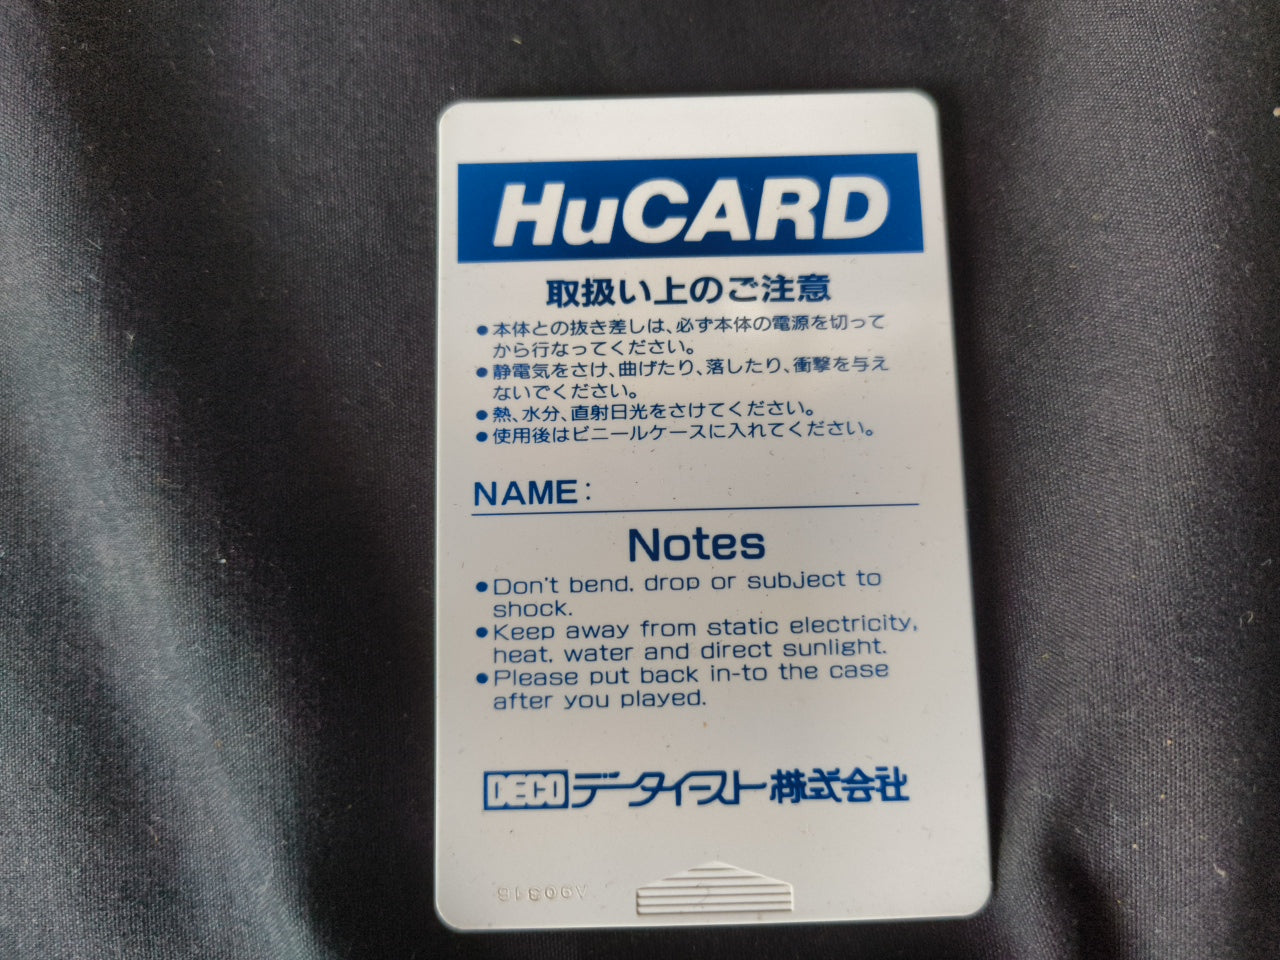 HuCARD
取扱い上のご注意
●本体との抜き差しは、必ず本体の電源を切って
から行なってください。
●静電気をさけ、曲げたり、落したり、衝撃を与え
ないでください。
●熱、水分、直射日光をさけてください。
●使用後はビニールケースに入れてください。
NAME:
Notes
●Don't bend, drop or subject to
shock.
●Keep away from static electricity,
heat, water and direct sunlight.
●Please put back in-to the case
after you played.
DECO データイースト株式会社